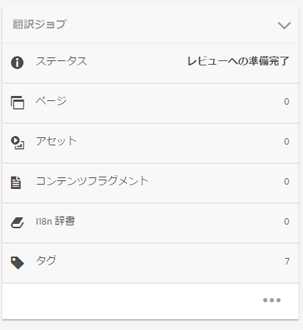 翻訳ジョブ
ステータス レビューへの準備完了
ページ 0
アセット 0
コンテンツフラグメント 0
I18n 辞書 0
タグ 7